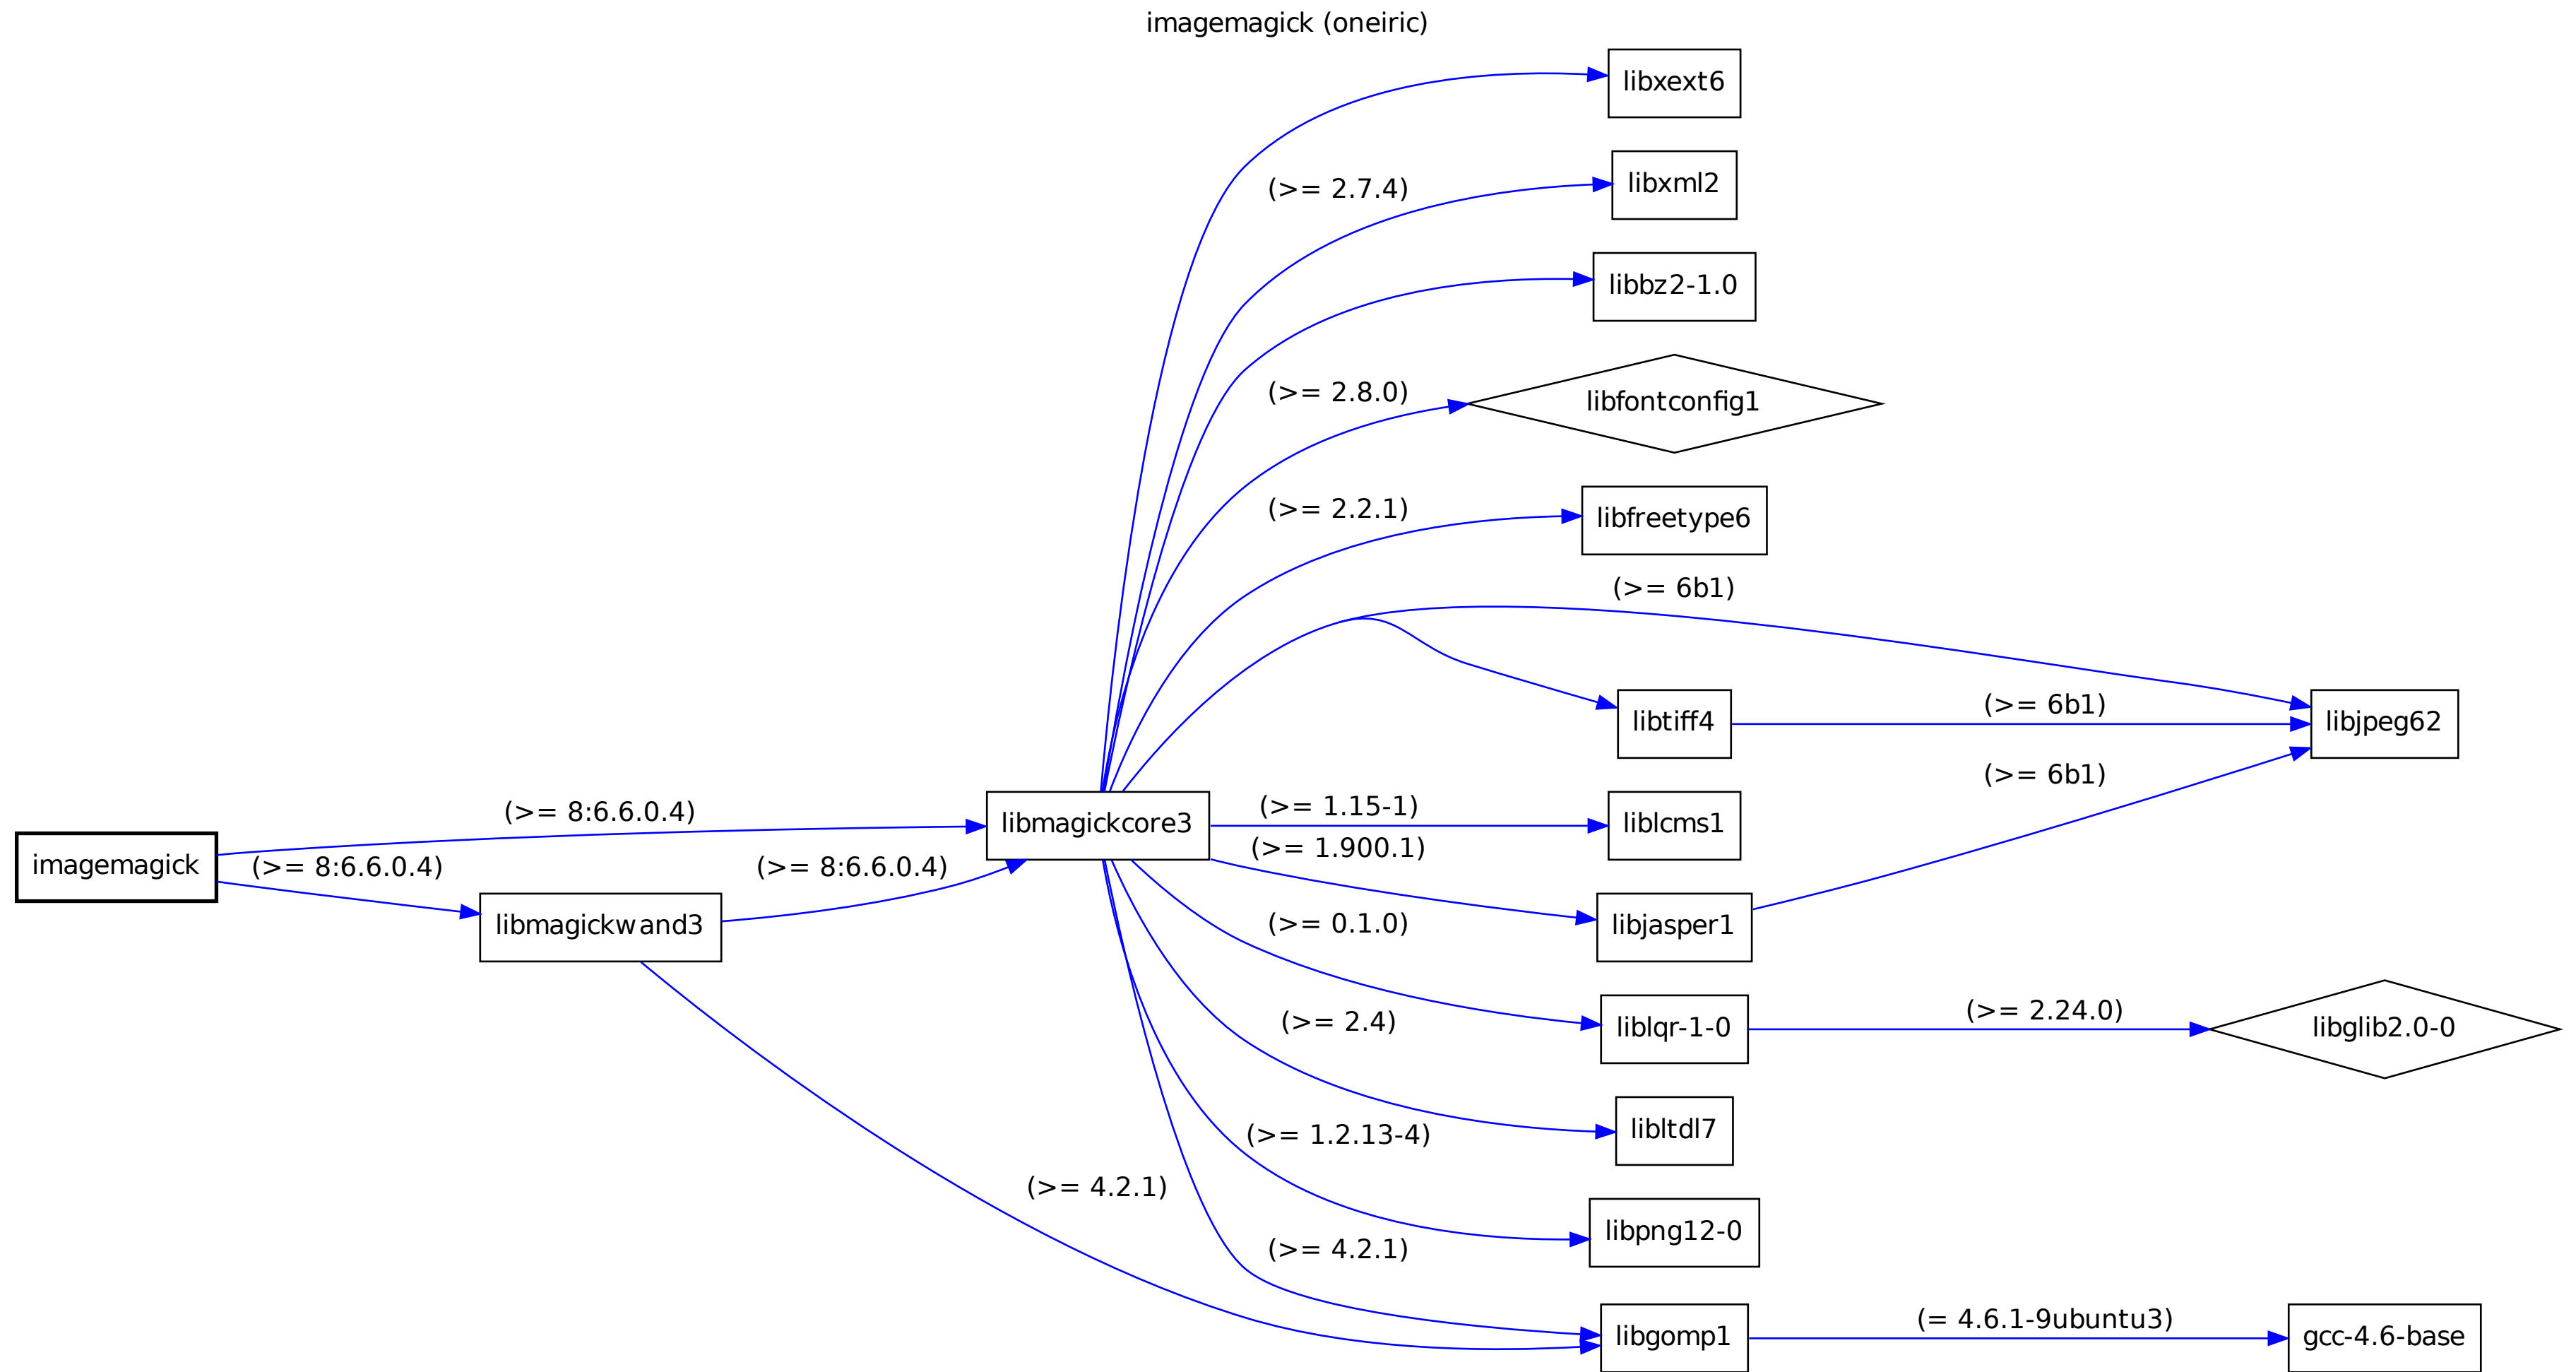 imagemagick (oneiric)
libxext6
(>= 2.7.4)
libxml2
libbz2-1.0
(>= 2.8.0)
libfontconfig1
(>= 2.2.1)
libfreetype6
(>= 6b1)
libtiff4
(>= 6b1)
libjpeg62
(>= 6b1)
(>= 8:6.6.0.4)
libmagickcore3
(>= 1.15-1)
liblcms1
(>= 1.900.1)
imagemagick
(>= 8:6.6.0.4)
(>= 8:6.6.0.4)
libmagickwand3
(>= 0.1.0)
libjasper1
(>= 2.4)
liblqr-1-0
(>= 2.24.0)
libglib2.0-0
(>= 1.2.13-4)
libltdl7
(>= 4.2.1)
(>= 4.2.1)
libpng12-0
libgomp1
(= 4.6.1-9ubuntu3)
gcc-4.6-base